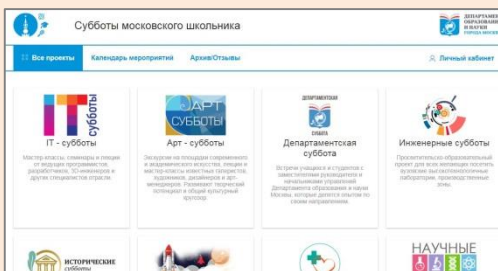 Субботы московского школьника
ДЕПАРТАМЕНТ
ОБРАЗОВАНИЯ
И НАУКИ
ГОРОДА МОСКВЫ
Все проекты
Календарь мероприятий
Архив/Отзывы
Личный кабинет
IT субботы
IT - субботы
Мастер-классы, семинары и лекции
от ведущих программистов,
разработчиков, 3D-инженеров и
других специалистов отрасли.
АРТ
СУББОТЫ
Арт - субботы
Экскурсии на площадки современного
и академического искусства, лекции и
мастер-классы известных галеристов,
художников, дизайнеров и арт-
менеджеров. Развивают творческий
потенциал и общий культурный
кругозор.
ДЕПАРТАМЕНТСКАЯ
СУББОТА
Департаментская
суббота
Встречи учащихся и студентов с
заместителями руководителя и
начальниками управлений
Департамента образования и науки
Москвы, которые делятся опытом по
своим направлениям.
Инженерные субботы
Просветительско-образовательный
проект для всех желающих посетить
вузовские высокотехнологичные
лаборатории, производственные
зоны.
ИСТОРИЧЕСКИЕ
субботы
НАУЧНЫЕ